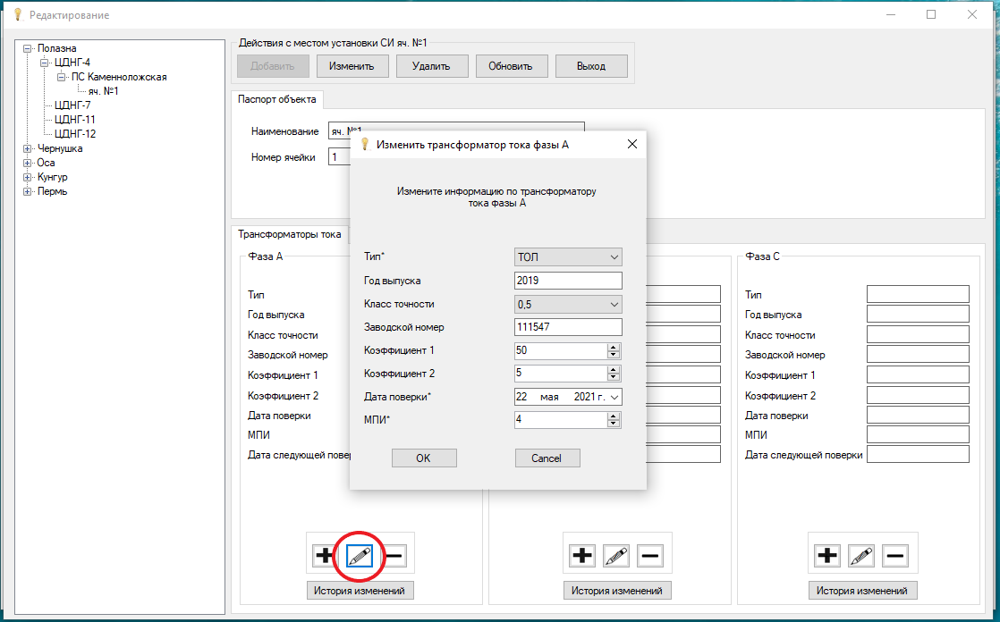 Редактирование
Полазна
ЦДНГ-4
ПС Каменноложская
яч. №1
ЦДНГ-7
ЦДНГ-11
ЦДНГ-12
Чернушка
Оса
Кунгур
Пермь
Действия с местом установки СИ яч. №1
Добавить Изменить Удалить Обновить Выход
Паспорт объекта
Наименование яч. №1
Номер ячейки 1
Изменить трансформатор тока фазы А
Измените информацию по трансформатору
тока фазы А
Тип* ТОЛ
Год выпуска 2019
Класс точности 0,5
Заводской номер 111547
Коэффициент 1 50
Коэффициент 2 5
Дата поверки* 22 мая 2021 г.
МПИ* 4
OK Cancel
Трансформаторы тока
Фаза А
Тип
Год выпуска
Класс точности
Заводской номер
Коэффициент 1
Коэффициент 2
Дата поверки
МПИ
Дата следующей повер
История изменений
История изменений
Фаза С
Тип
Год выпуска
Класс точности
Заводской номер
Коэффициент 1
Коэффициент 2
Дата поверки
МПИ
Дата следующей поверки
История изменений